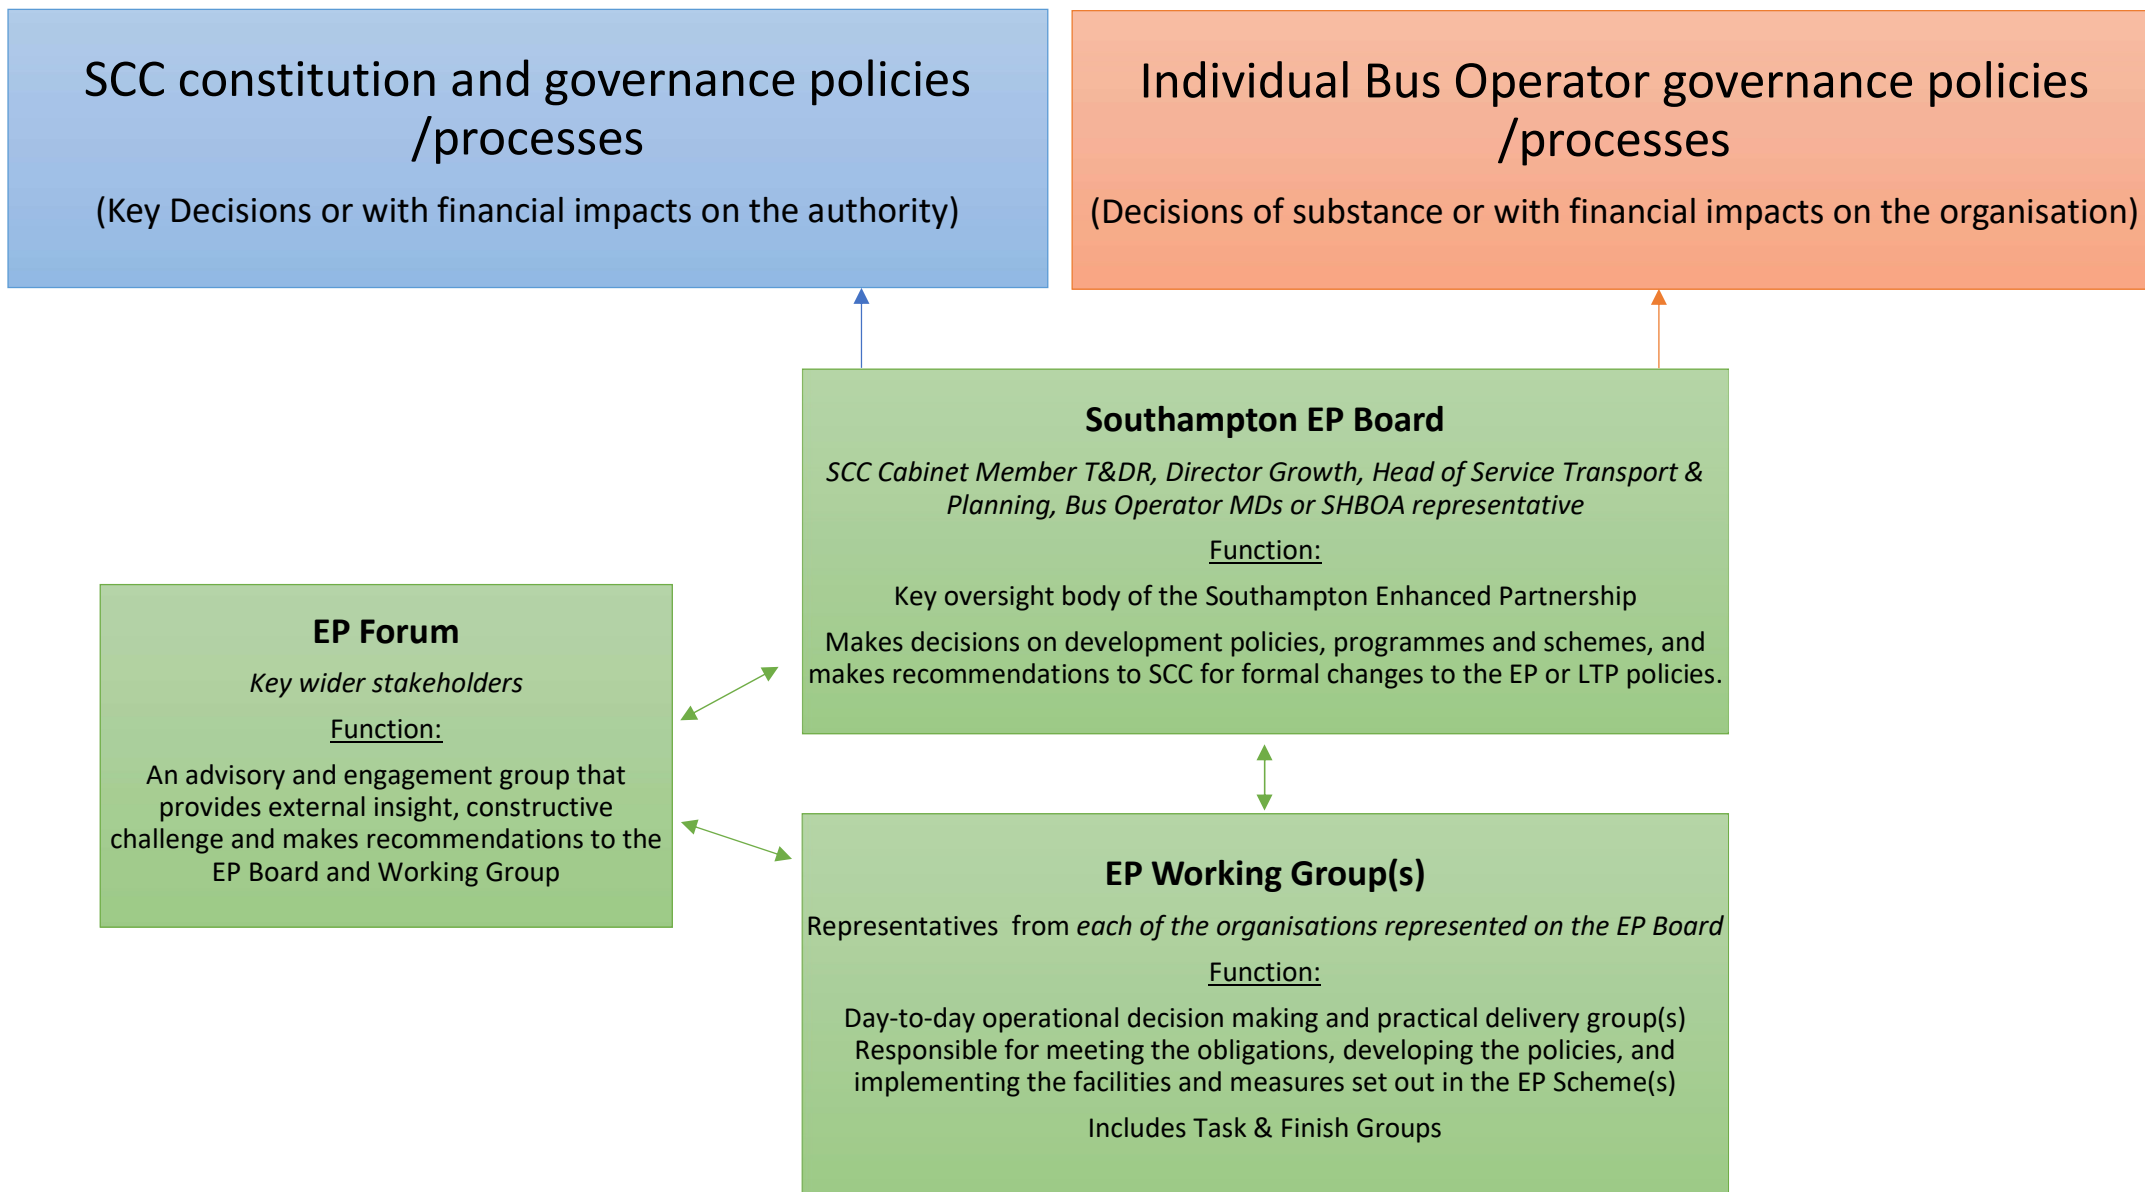 SCC constitution and governance policies
/processes
(Key Decisions or with financial impacts on the authority)
Individual Bus Operator governance policies
/processes
(Decisions of substance or with financial impacts on the organisation)
Southampton EP Board
SCC Cabinet Member T&DR, Director Growth, Head of Service Transport &
Planning, Bus Operator MDs or SHBOA representative
Function:
Key oversight body of the Southampton Enhanced Partnership
Makes decisions on development policies, programmes and schemes, and
makes recommendations to SCC for formal changes to the EP or LTP policies.
EP Forum
Key wider stakeholders
Function:
An advisory and engagement group that
provides external insight, constructive
challenge and makes recommendations to the
EP Board and Working Group
EP Working Group(s)
Representatives  from each of the organisations represented on the EP Board
Function:
Day-to-day operational decision making and practical delivery group(s)
Responsible for meeting the obligations, developing the policies, and
implementing the facilities and measures set out in the EP Scheme(s)
Includes Task & Finish Groups